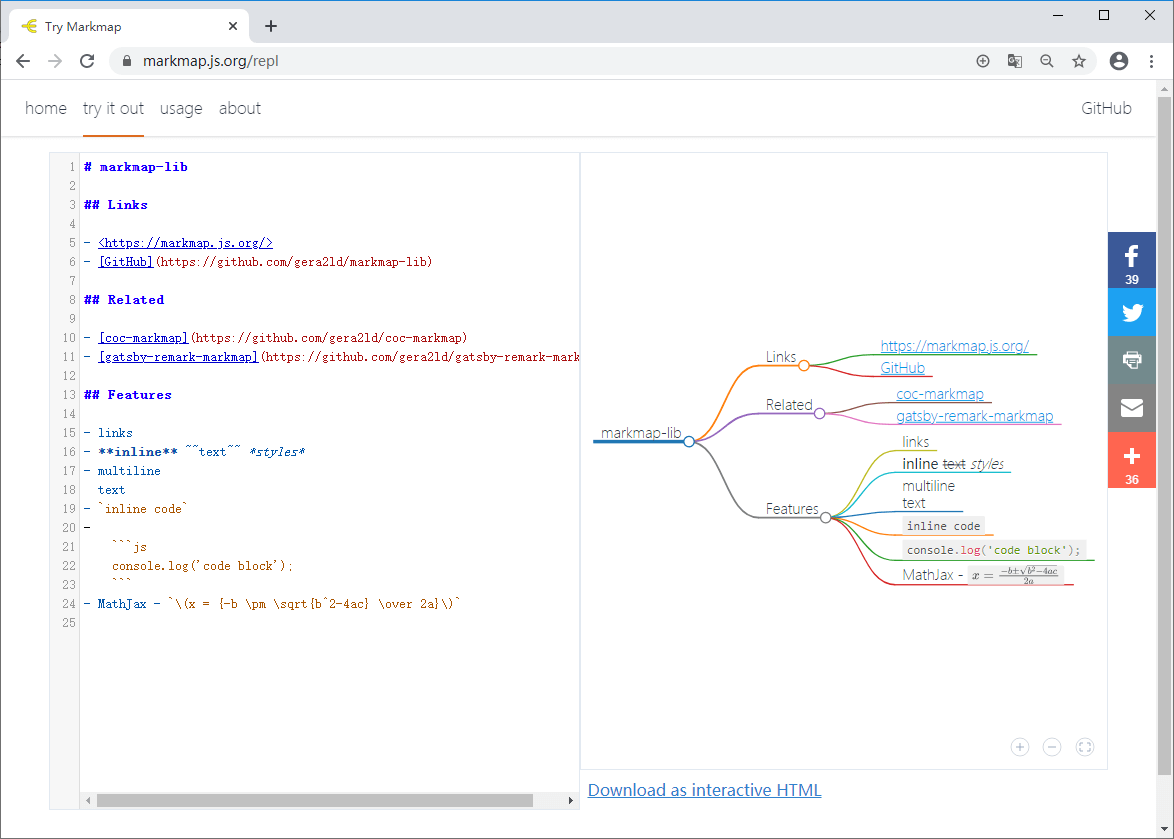 Try Markmap
markmap.js.org/repl
home try it out usage about GitHub
1 # markmap-lib
2
3 ## Links
4
5 - <https://markmap.js.org/>
6 - [GitHub](https://github.com/gera2ld/markmap-lib)
7
8 ## Related
9
10 - [coc-markmap](https://github.com/gera2ld/coc-markmap)
11 - [gatsby-remark-markmap](https://github.com/gera2ld/gatsby-remark-mark
12
13 ## Features
14
15 - links
16 - **inline** ~~text~~ *styles*
17 - multiline
18 text
19 - `inline code`
20 -
21 ```js
22 console.log('code block');
23 ```
24 - MathJax - `\(x = {-b \pm \sqrt{b^2-4ac} \over 2a}\)`
25
markmap-lib
Links
https://markmap.js.org/
GitHub
Related
coc-markmap
gatsby-remark-markmap
Features
links
inline text styles
multiline
text
inline code
console.log('code block');
MathJax - x = −b±√b²−4ac / 2a
Download as interactive HTML
39
36